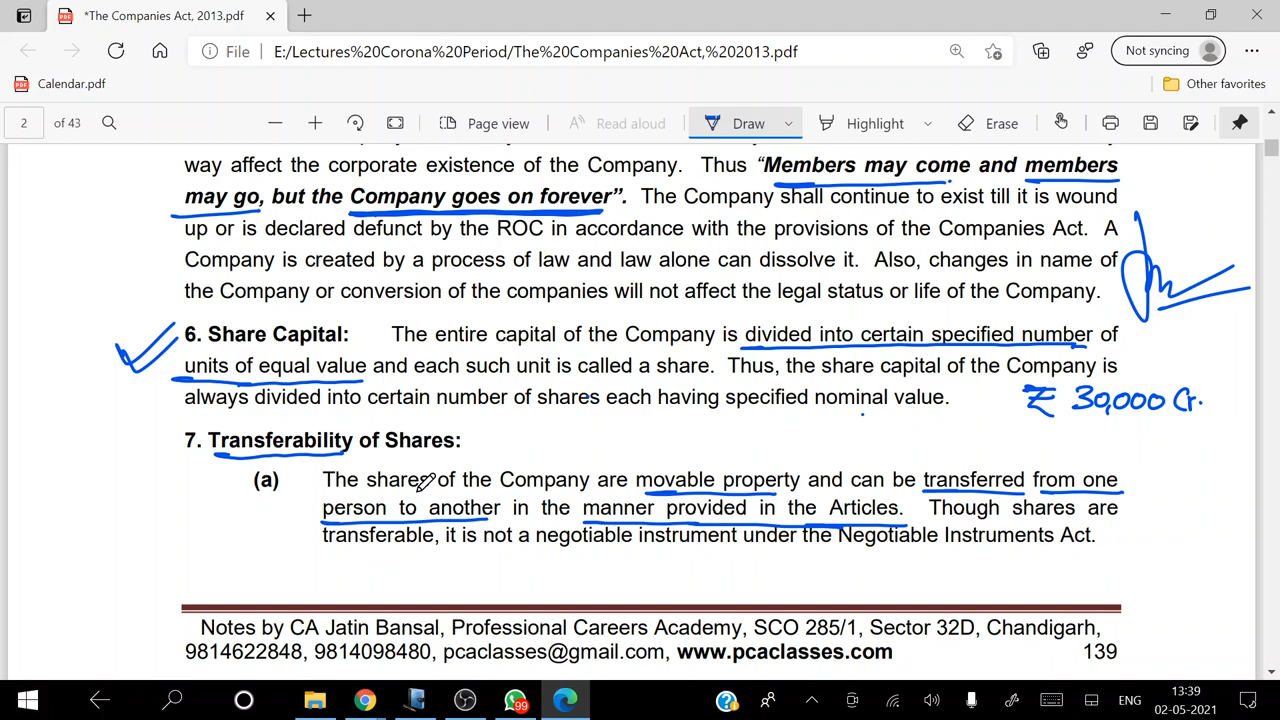 *The Companies Act, 2013.pdf
File E:/Lectures%20Corona%20Period/The%20Companies%20Act,%202013.pdf Not syncing
Calendar.pdf Other favorites
2 of 43 Page view Read aloud Draw Highlight Erase
way affect the corporate existence of the Company. Thus “Members may come and members
may go, but the Company goes on forever”. The Company shall continue to exist till it is wound
up or is declared defunct by the ROC in accordance with the provisions of the Companies Act. A
Company is created by a process of law and law alone can dissolve it. Also, changes in name of
the Company or conversion of the companies will not affect the legal status or life of the Company.
6. Share Capital: The entire capital of the Company is divided into certain specified number of
units of equal value and each such unit is called a share. Thus, the share capital of the Company is
always divided into certain number of shares each having specified nominal value.
₹ 30,000 Cr.
7. Transferability of Shares:
(a) The shares of the Company are movable property and can be transferred from one
person to another in the manner provided in the Articles. Though shares are
transferable, it is not a negotiable instrument under the Negotiable Instruments Act.
Notes by CA Jatin Bansal, Professional Careers Academy, SCO 285/1, Sector 32D, Chandigarh,
9814622848, 9814098480, pcaclasses@gmail.com, www.pcaclasses.com 139
99 ENG 13:39
02-05-2021